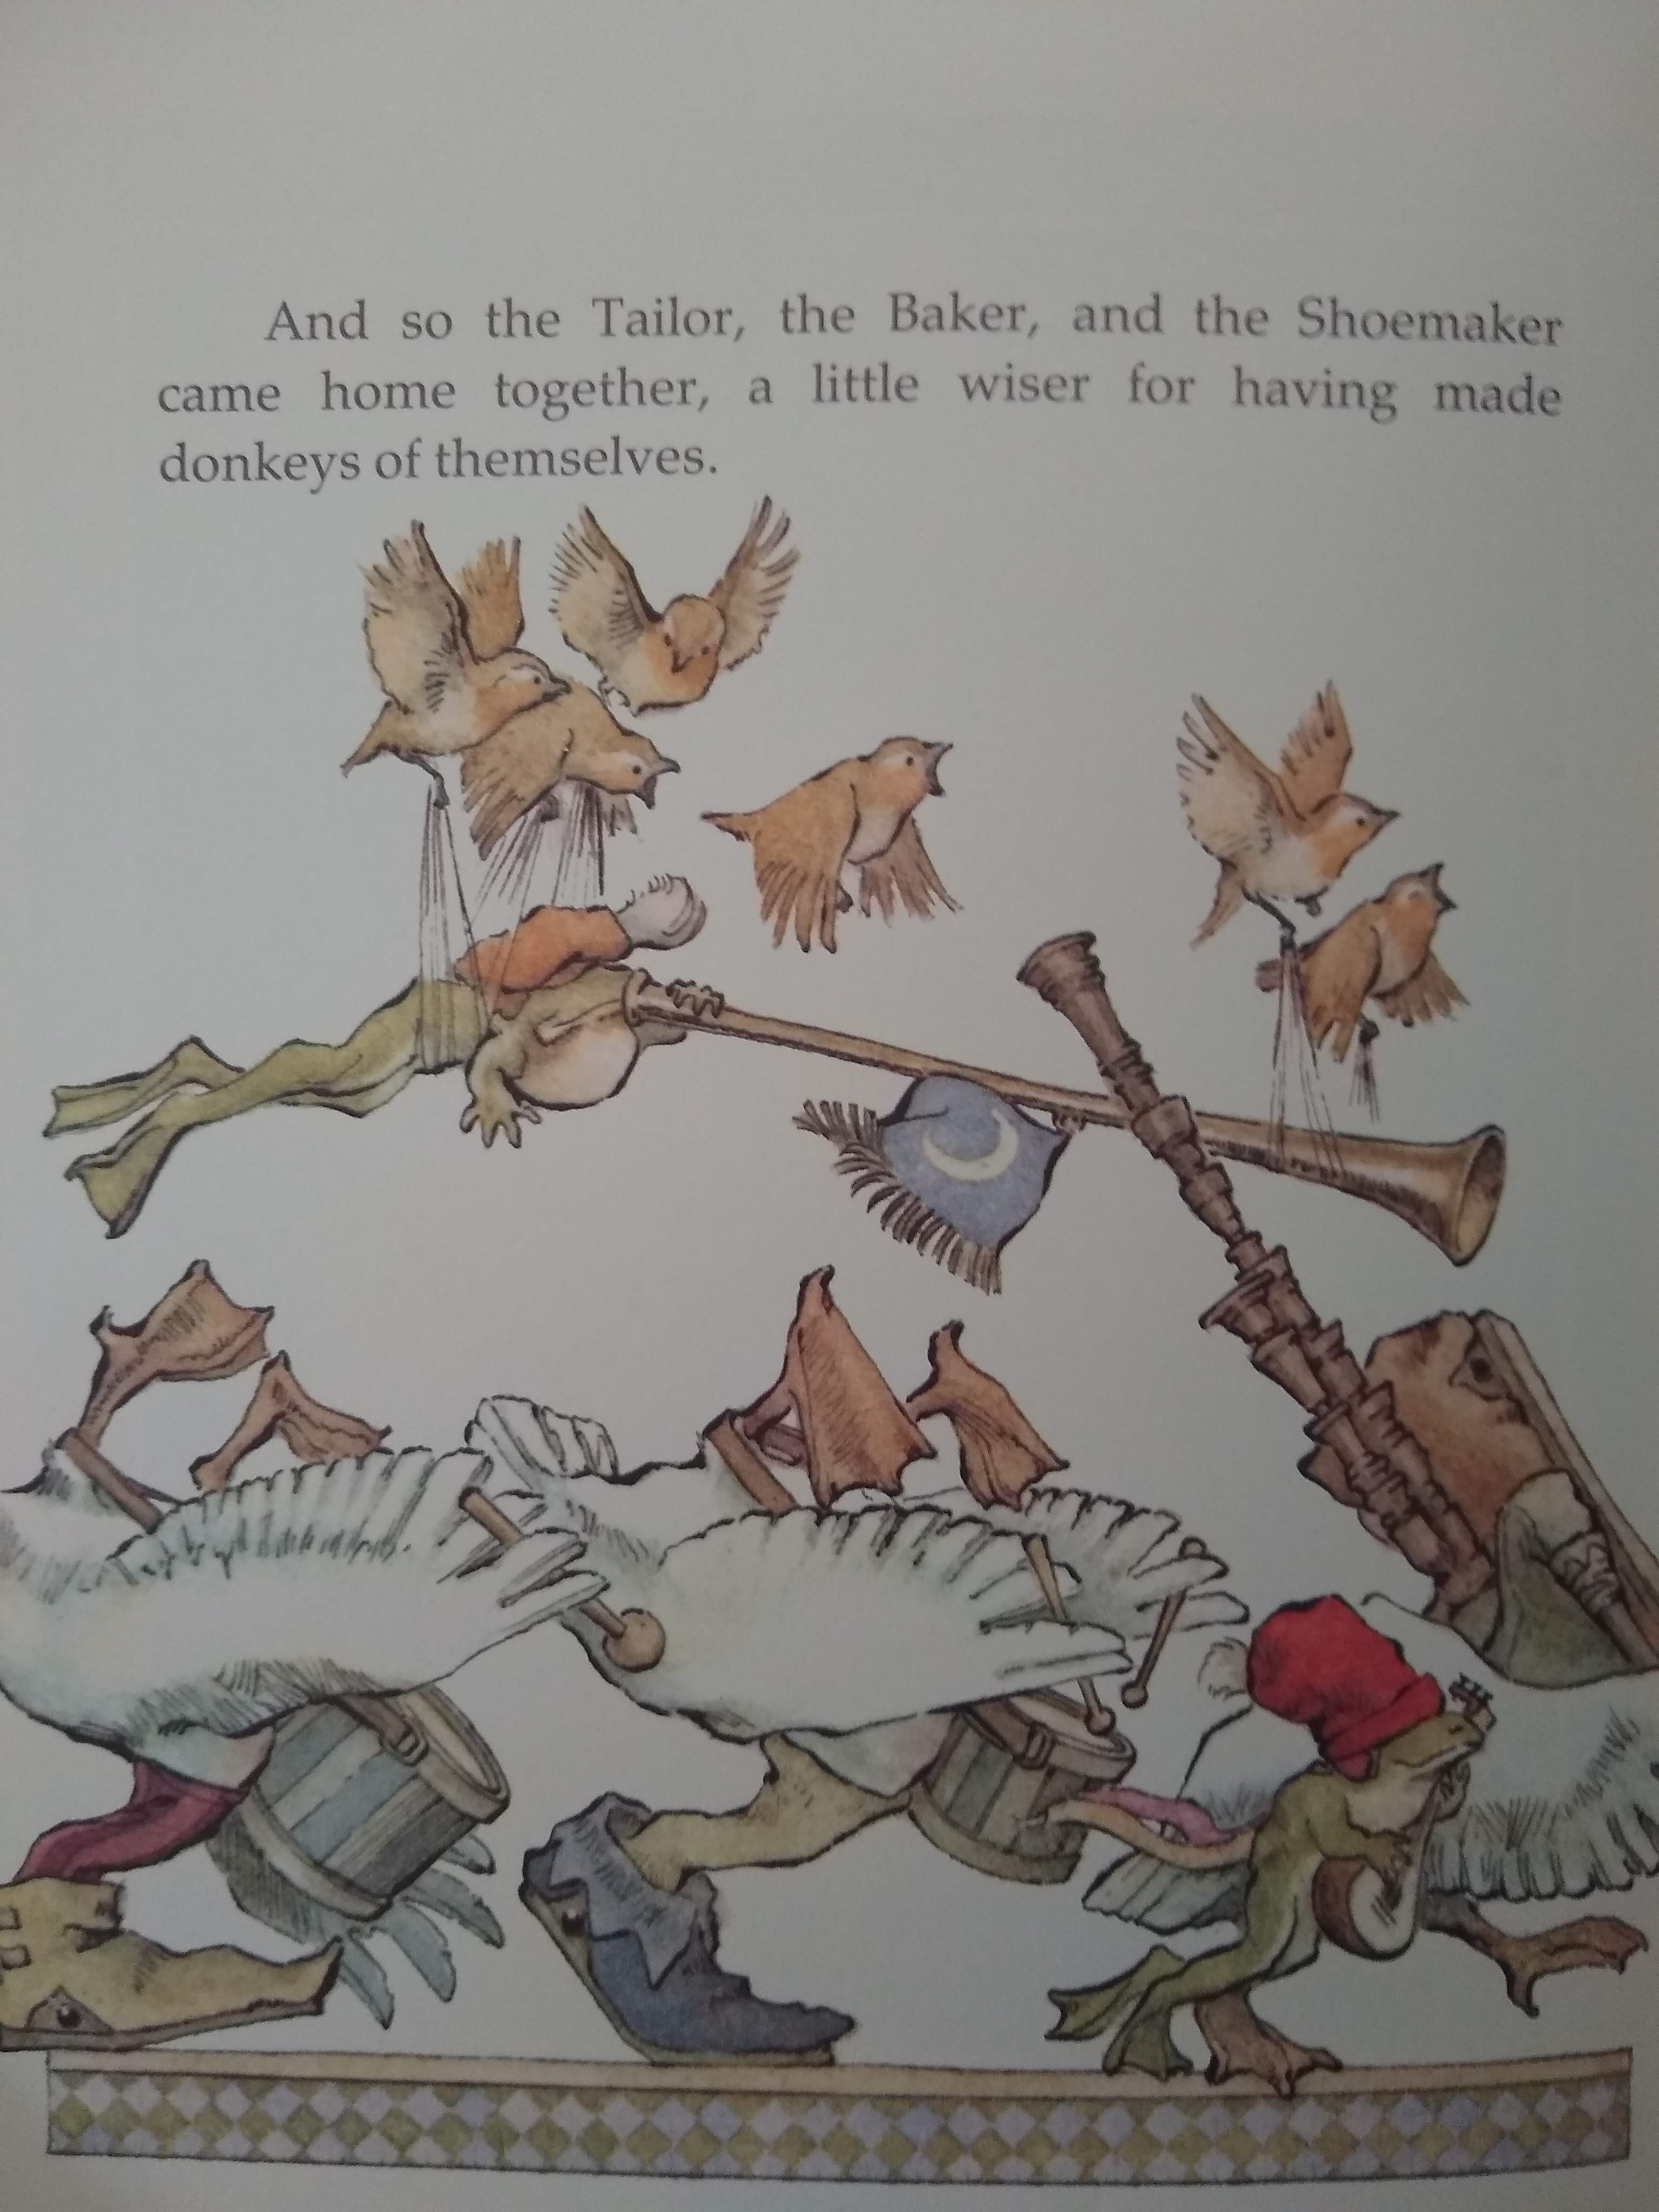 And so the Tailor, the Baker, and the Shoemaker
came home together, a little wiser for having made
donkeys of themselves.